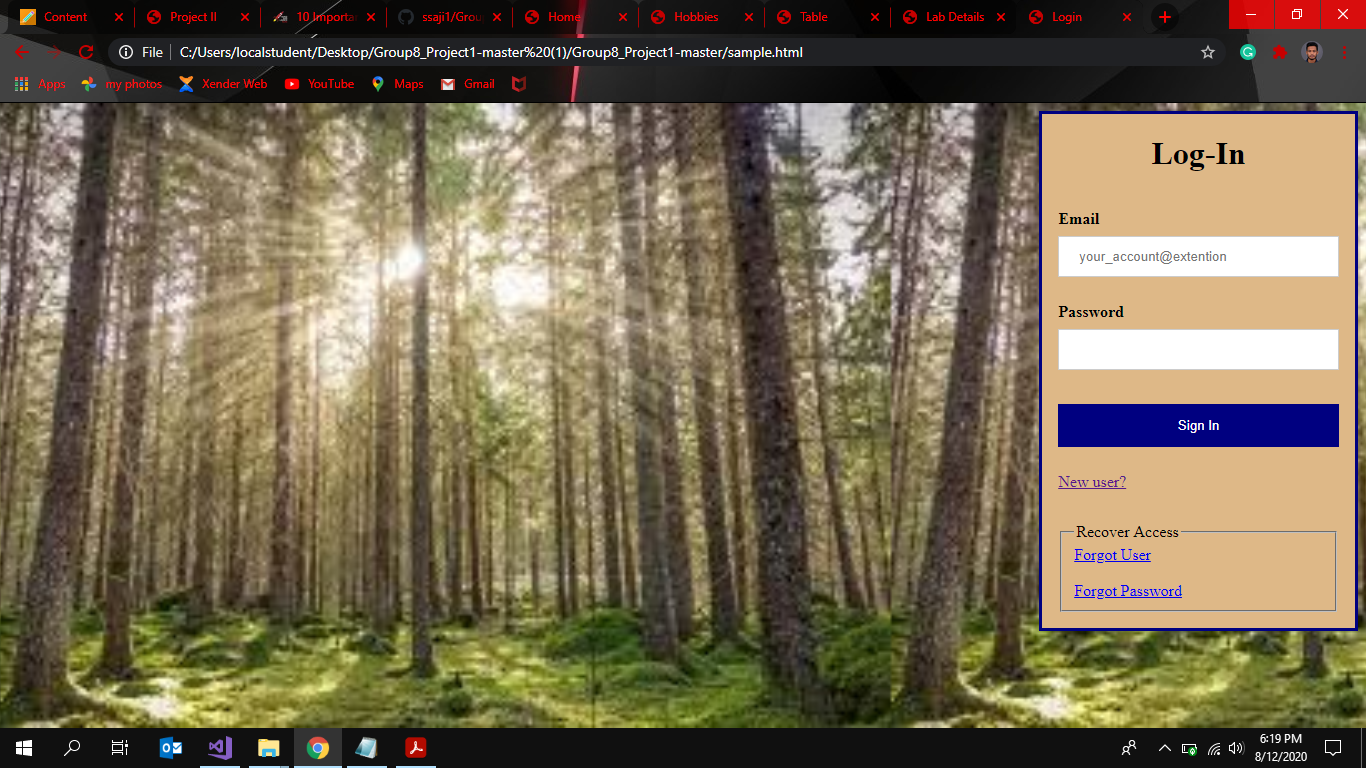 Content Project II 10 Importa ssaji1/Grou Home Hobbies Table Lab Details Login
File C:/Users/localstudent/Desktop/Group8_Project1-master%20(1)/Group8_Project1-master/sample.html
Apps my photos Xender Web YouTube Maps Gmail
Log-In
Email
your_account@extention
Password
Sign In
New user?
Recover Access
Forgot User
Forgot Password
6:19 PM
8/12/2020